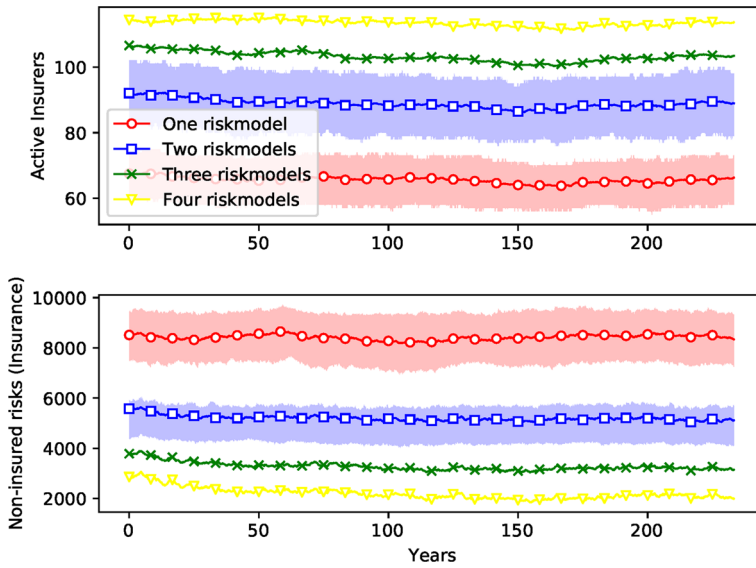 Active Insurers
100
80
60
One riskmodel
Two riskmodels
Three riskmodels
Four riskmodels
0
50
100
150
200
Non-insured risks (Insurance)
10000
8000
6000
4000
2000
0
50
100
150
200
Years